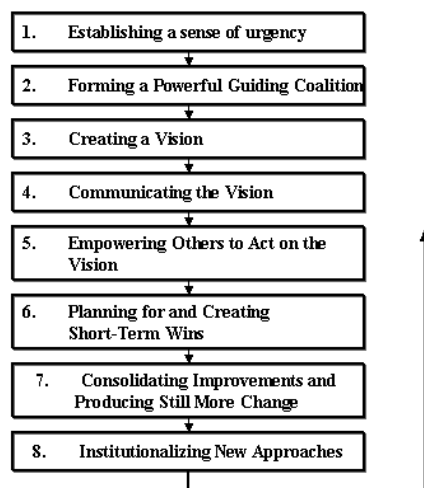 1. Establishing a sense of urgency
2. Forming a Powerful Guiding Coalition
3. Creating a Vision
4. Communicating the Vision
5. Empowering Others to Act on the
Vision
6. Planning for and Creating
Short-Term Wins
7. Consolidating Improvements and
Producing Still More Change
8. Institutionalizing New Approaches